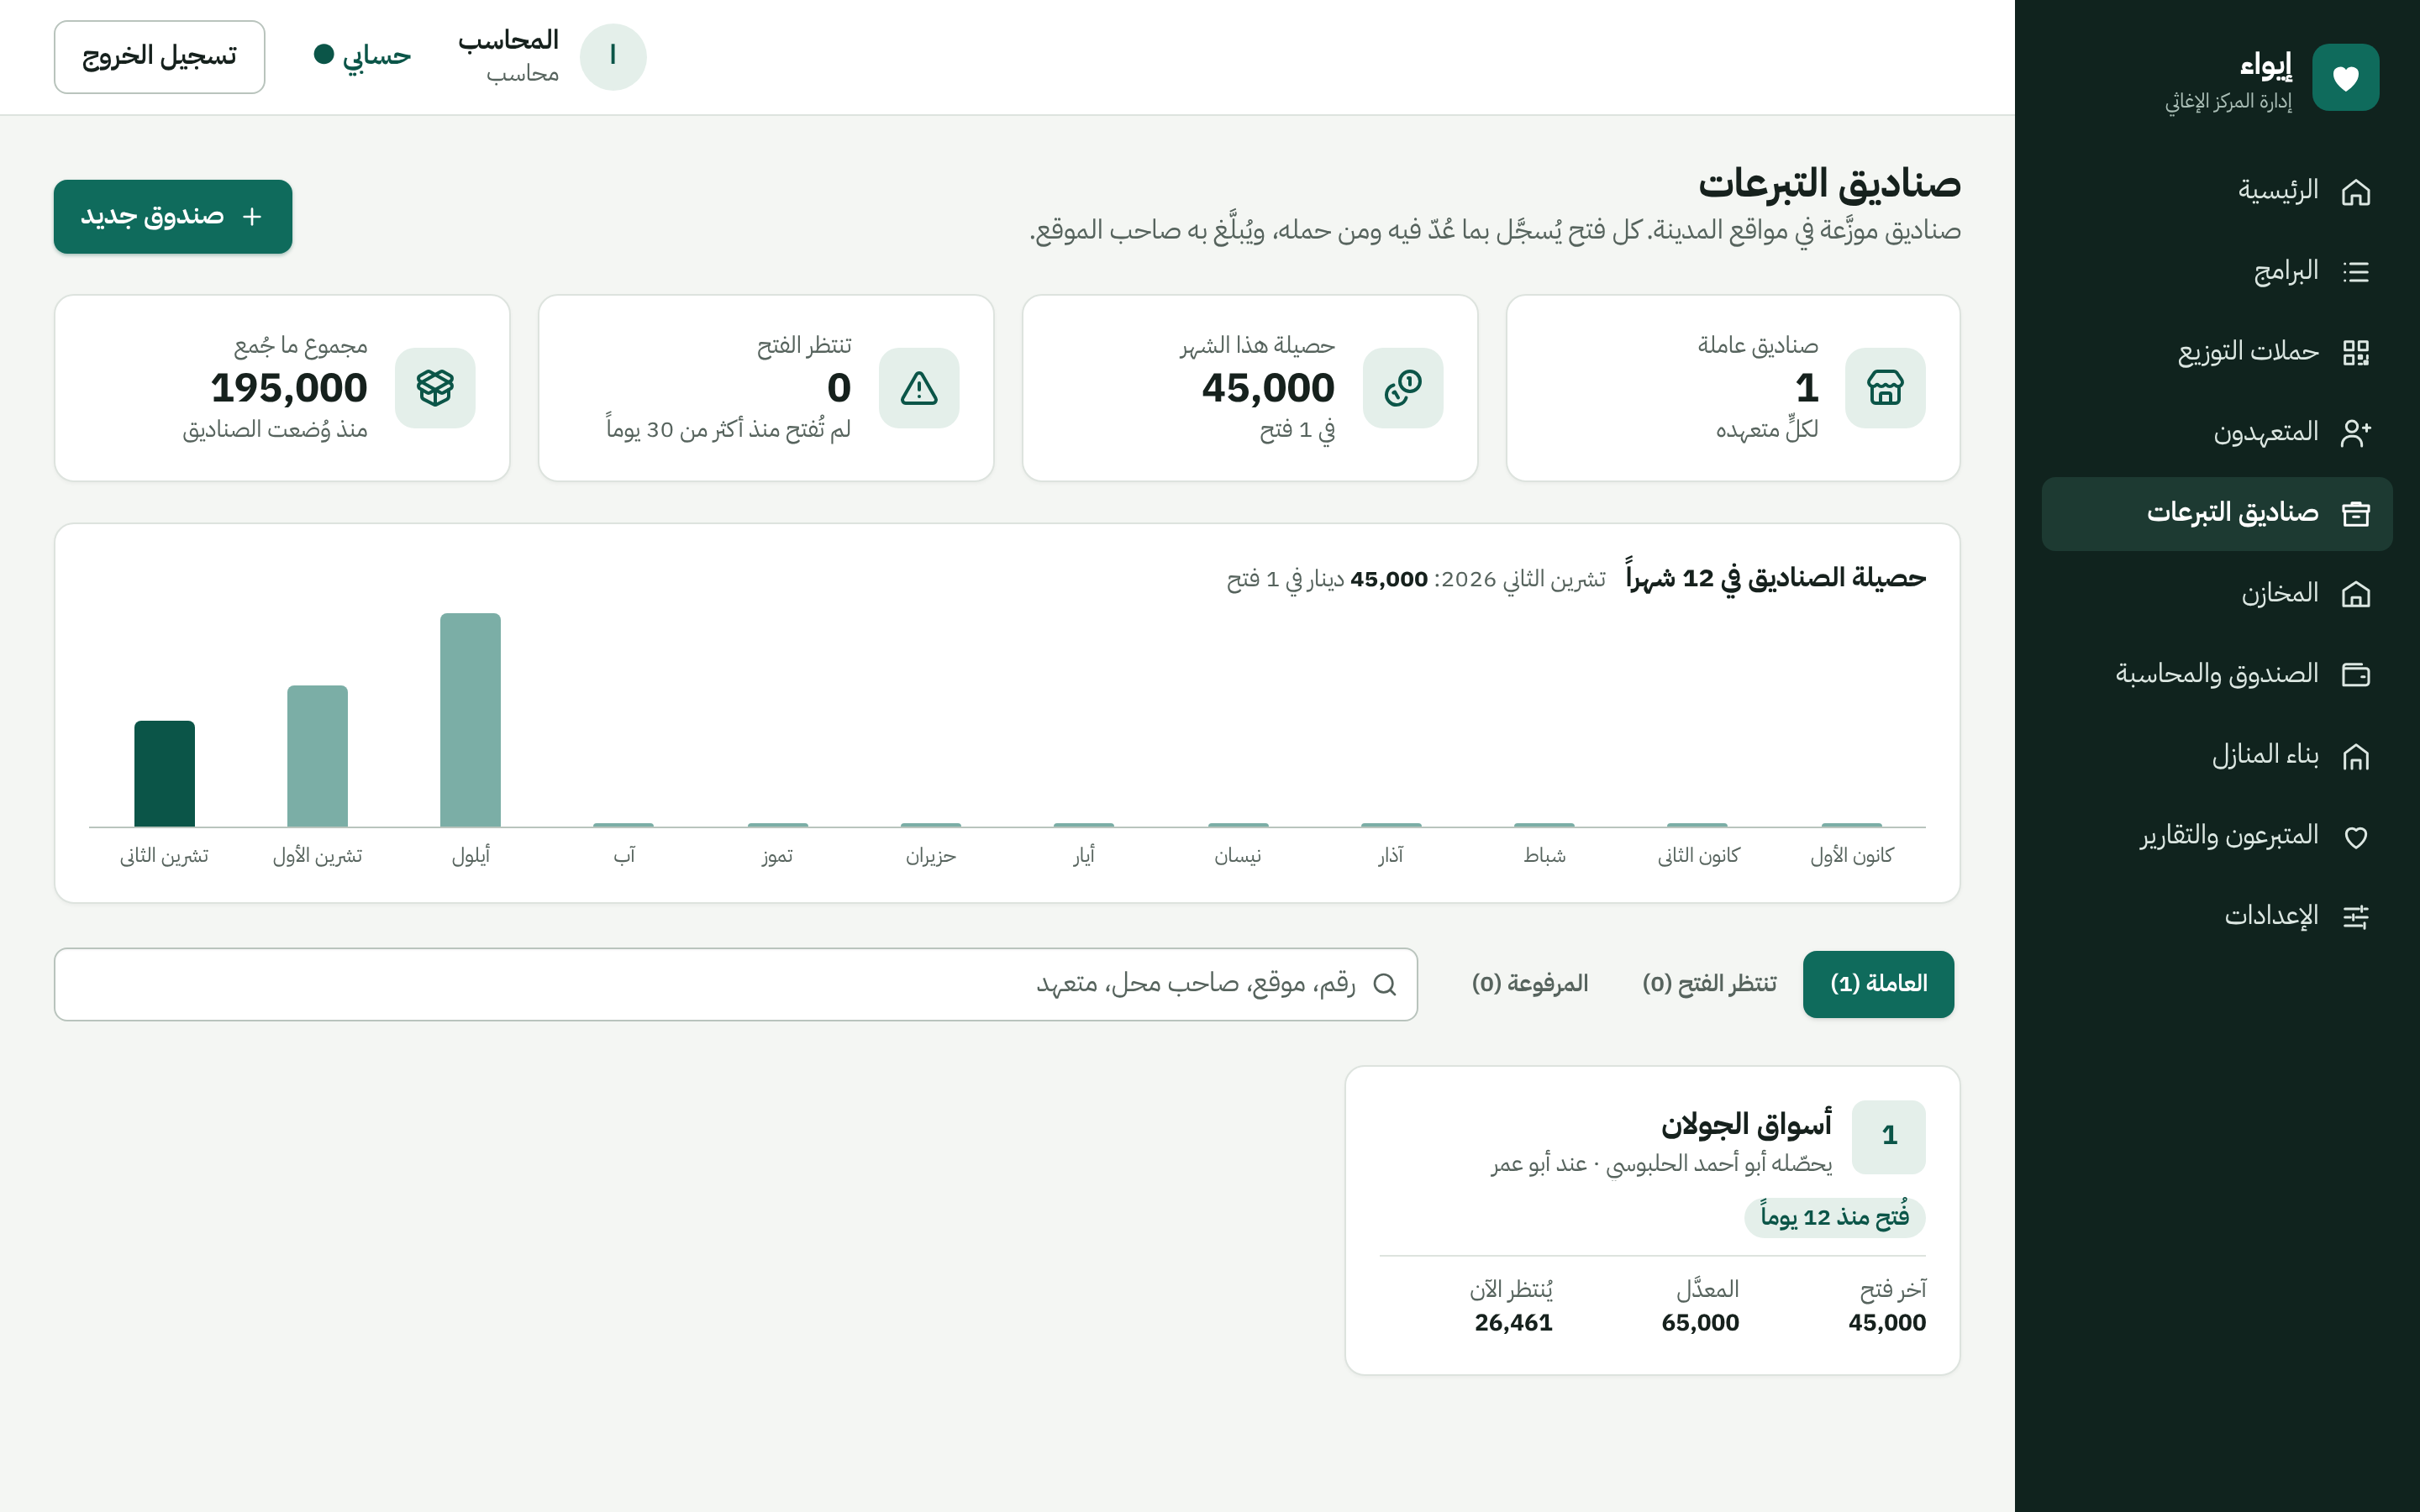 إيواء
إدارة المركز الإغاثي
الرئيسية
البرامج
حملات التوزيع
المتعهدون
صناديق التبرعات
المخازن
الصندوق والمحاسبة
بناء المنازل
المتبرعون والتقارير
الإعدادات
ا
المحاسب
محاسب
حسابي
تسجيل الخروج
صناديق التبرعات
صناديق موزَّعة في مواقع المدينة. كل فتح يُسجَّل بما عُدّ فيه ومن حمله، ويُبلَّغ به صاحب الموقع.
+ صندوق جديد
صناديق عاملة
1
لكلٍّ متعهده
حصيلة هذا الشهر
45,000
في 1 فتح
تنتظر الفتح
0
لم تُفتح منذ أكثر من 30 يوماً
مجموع ما جُمع
195,000
منذ وُضعت الصناديق
حصيلة الصناديق في 12 شهراً تشرين الثاني 2026: 45,000 دينار في 1 فتح
كانون الأول كانون الثاني شباط آذار نيسان أيار حزيران تموز آب أيلول تشرين الأول تشرين الثاني
العاملة (1) تنتظر الفتح (0) المرفوعة (0)
رقم، موقع، صاحب محل، متعهد
1
أسواق الجولان
يحصّله أبو أحمد الحلبوسي · عند أبو عمر
فُتح منذ 12 يوماً
آخر فتح المعدَّل يُنتظر الآن
45,000 65,000 26,461